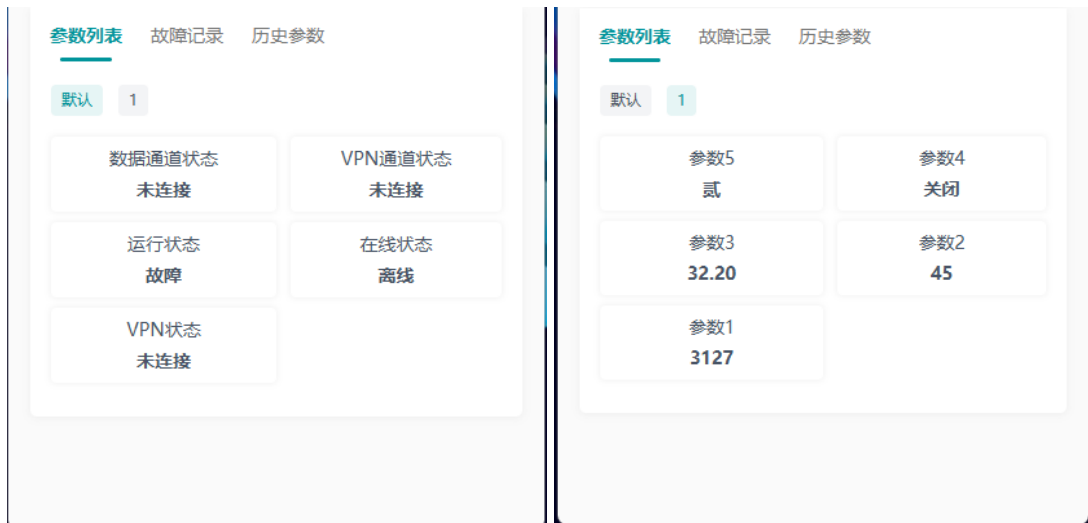 参数列表 故障记录 历史参数
默认 1
数据通道状态 VPN通道状态
未连接 未连接
运行状态 在线状态
故障 离线
VPN状态
未连接
参数列表 故障记录 历史参数
默认 1
参数5 参数4
贰 关闭
参数3 参数2
32.20 45
参数1
3127